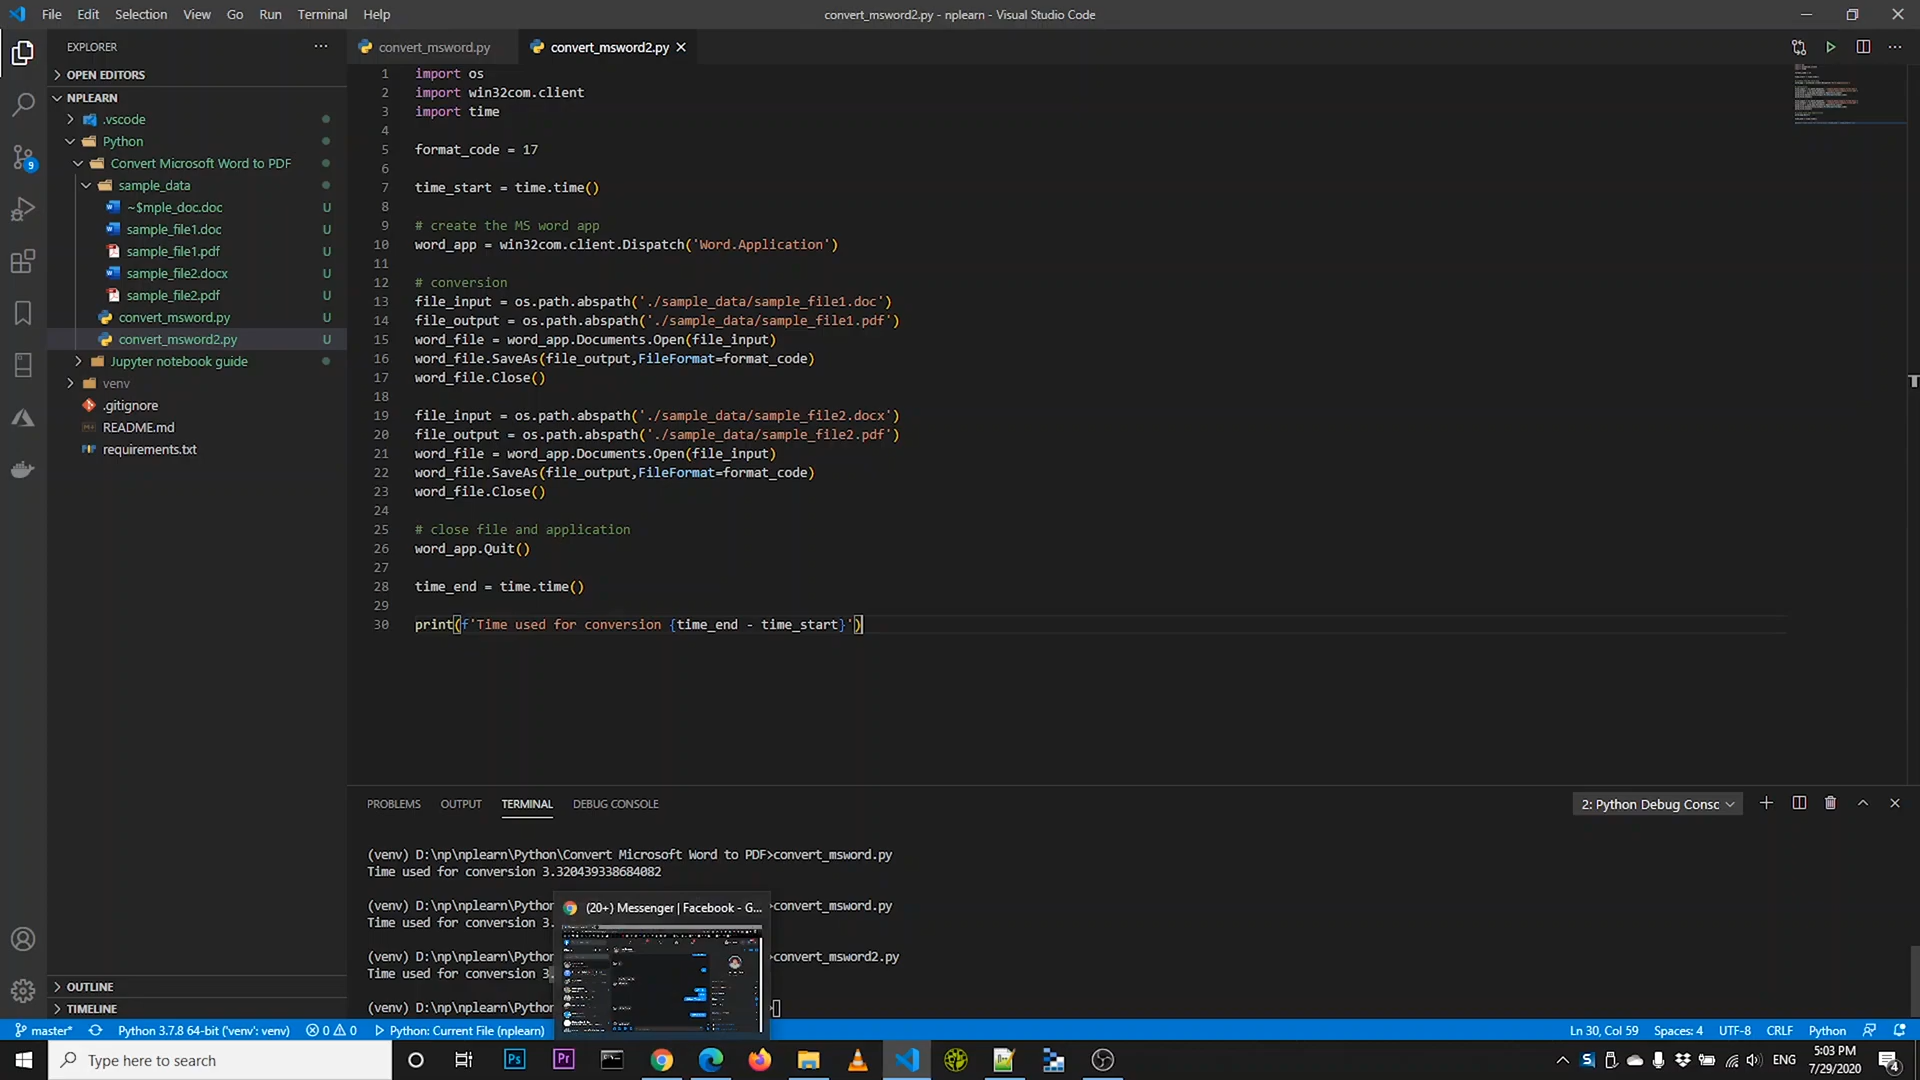 File Edit Selection View Go Run Terminal Help
convert_msword2.py - nplearn - Visual Studio Code
EXPLORER
convert_msword.py
convert_msword2.py
OPEN EDITORS
NPLEARN
.vscode
Python
Convert Microsoft Word to PDF
sample_data
~$mple_doc.doc U
sample_file1.doc U
sample_file1.pdf U
sample_file2.docx U
sample_file2.pdf U
convert_msword.py U
convert_msword2.py U
Jupyter notebook guide
venv
.gitignore
README.md
requirements.txt
9
OUTLINE
TIMELINE
1 import os
2 import win32com.client
3 import time
4
5 format_code = 17
6
7 time_start = time.time()
8
9 # create the MS word app
10 word_app = win32com.client.Dispatch('Word.Application')
11
12 # conversion
13 file_input = os.path.abspath('./sample_data/sample_file1.doc')
14 file_output = os.path.abspath('./sample_data/sample_file1.pdf')
15 word_file = word_app.Documents.Open(file_input)
16 word_file.SaveAs(file_output,FileFormat=format_code)
17 word_file.Close()
18
19 file_input = os.path.abspath('./sample_data/sample_file2.docx')
20 file_output = os.path.abspath('./sample_data/sample_file2.pdf')
21 word_file = word_app.Documents.Open(file_input)
22 word_file.SaveAs(file_output,FileFormat=format_code)
23 word_file.Close()
24
25 # close file and application
26 word_app.Quit()
27
28 time_end = time.time()
29
30 print(f'Time used for conversion {time_end - time_start}')
PROBLEMS OUTPUT TERMINAL DEBUG CONSOLE
2: Python Debug Consc
(venv) D:\np\nplearn\Python\Convert Microsoft Word to PDF>convert_msword.py
Time used for conversion 3.320439338684082
(venv) D:\np\nplearn\Python >convert_msword.py
Time used for conversion 3.
(venv) D:\np\nplearn\Python >convert_msword2.py
Time used for conversion 3.
(venv) D:\np\nplearn\Python
(20+) Messenger | Facebook - G...
master* Python 3.7.8 64-bit ('venv': venv) 0 0 Python: Current File (nplearn)
Ln 30, Col 59 Spaces: 4 UTF-8 CRLF Python
Type here to search
Ps Pr
ENG
5:03 PM
7/29/2020
4